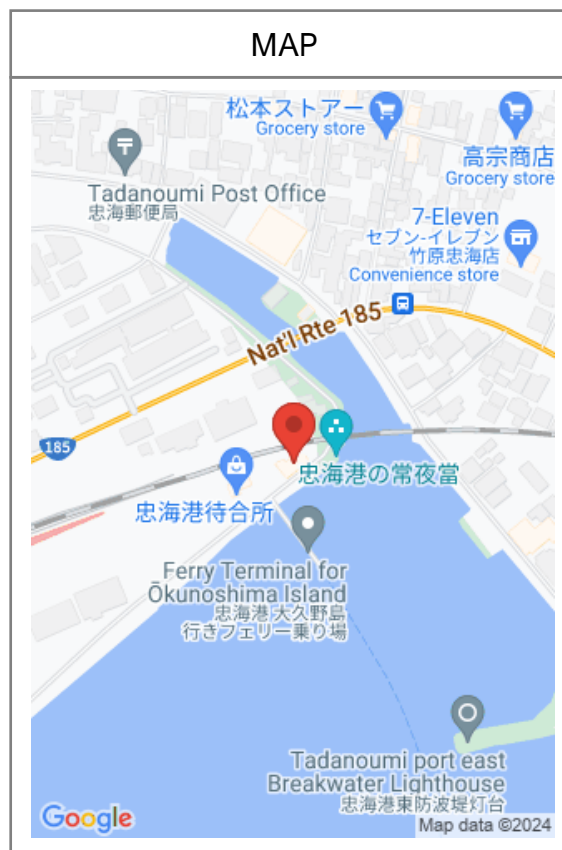 MAP
松本ストアー
Grocery store
高宗商店
Grocery store
Tadanoumi Post Office
忠海郵便局
7-Eleven
セブン-イレブン
竹原忠海店
Convenience store
Nat'l Rte 185
185
忠海港の常夜當
忠海港待合所
Ferry Terminal for
Ōkunoshima Island
忠海港 大久野島
行きフェリー乗り場
Tadanoumi port east
Breakwater Lighthouse
忠海港東防波堤灯台
Google
Map data ©2024